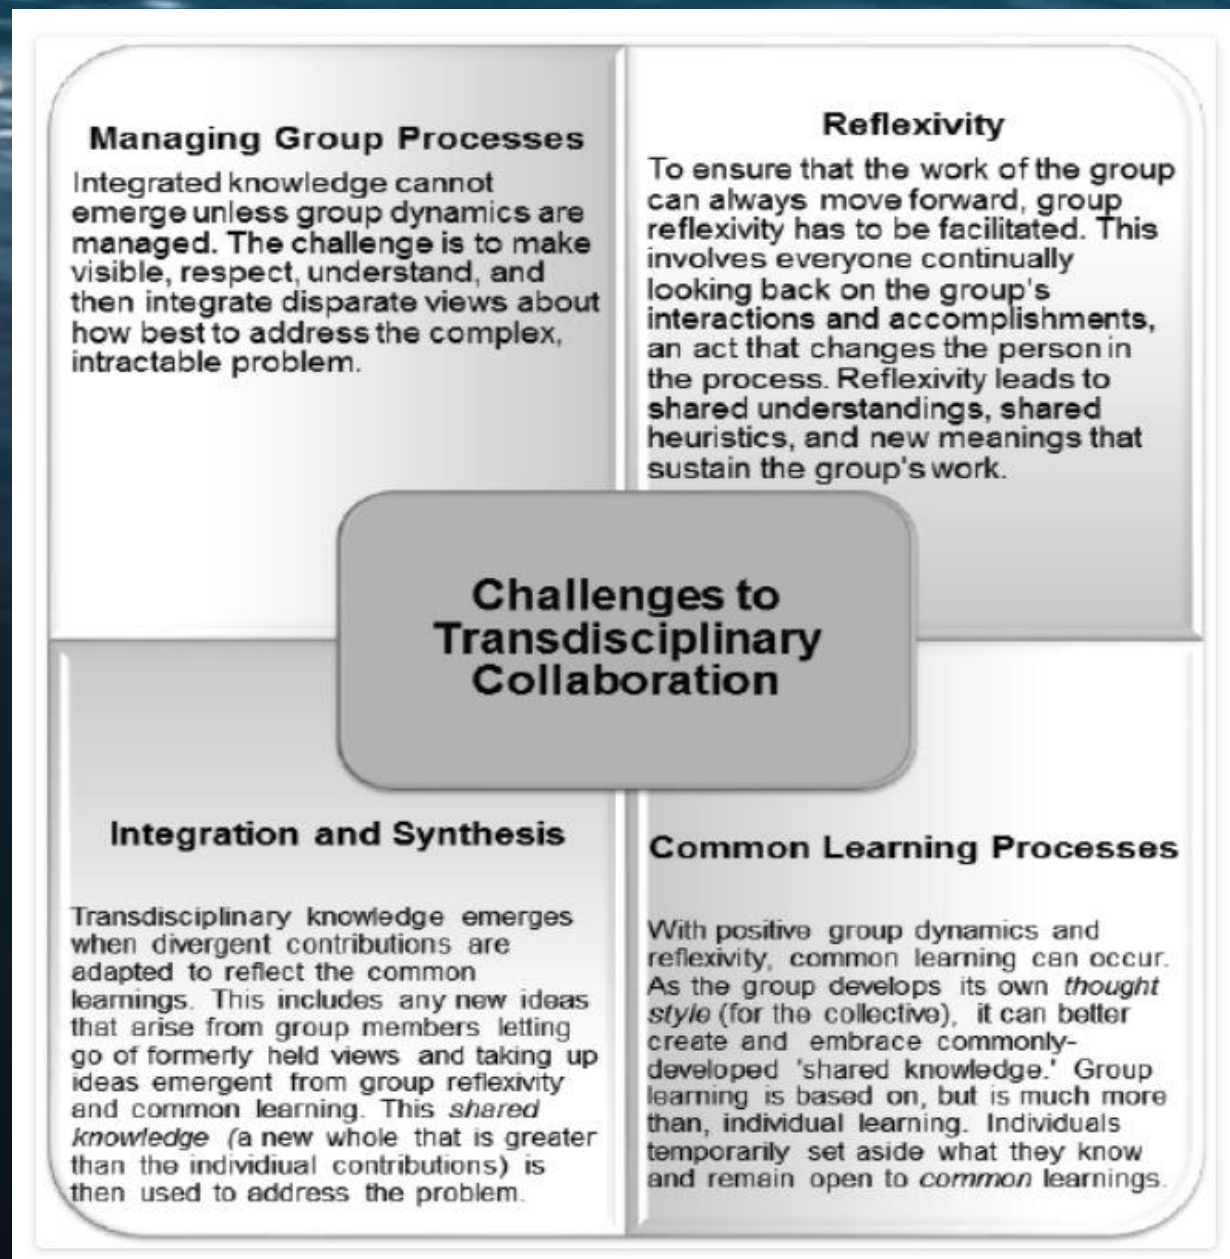 Managing Group Processes
Integrated knowledge cannot
emerge unless group dynamics are
managed. The challenge is to make
visible, respect, understand, and
then integrate disparate views about
how best to address the complex,
intractable problem.
Reflexivity
To ensure that the work of the group
can always move forward, group
reflexivity has to be facilitated. This
involves everyone continually
looking back on the group's
interactions and accomplishments,
an act that changes the person in
the process. Reflexivity leads to
shared understandings, shared
heuristics, and new meanings that
sustain the group's work.
Challenges to
Transdisciplinary
Collaboration
Integration and Synthesis
Transdisciplinary knowledge emerges
when divergent contributions are
adapted to reflect the common
learnings. This includes any new ideas
that arise from group members letting
go of formerly held views and taking up
ideas emergent from group reflexivity
and common learning. This shared
knowledge (a new whole that is greater
than the individiual contributions) is
then used to address the problem.
Common Learning Processes
With positive group dynamics and
reflexivity, common learning can occur.
As the group develops its own thought
style (for the collective), it can better
create and embrace commonly-
developed 'shared knowledge.' Group
learning is based on, but is much more
than, individual learning. Individuals
temporarily set aside what they know
and remain open to common learnings.